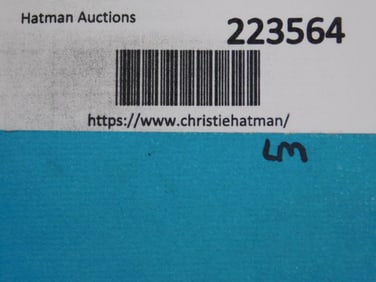 Hatman Auctions
223564
https://www.christiehatman/
LM